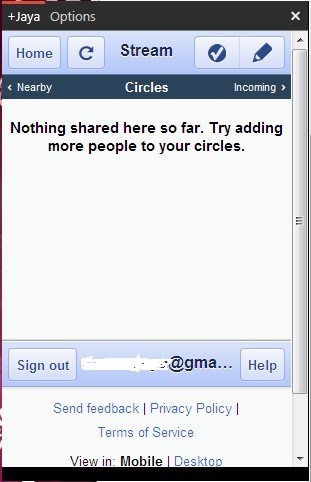 +Jaya Options
Home Stream
Nearby Circles Incoming
Nothing shared here so far. Try adding
more people to your circles.
Sign out @gma... Help
Send feedback | Privacy Policy |
Terms of Service
View in: Mobile | Desktop